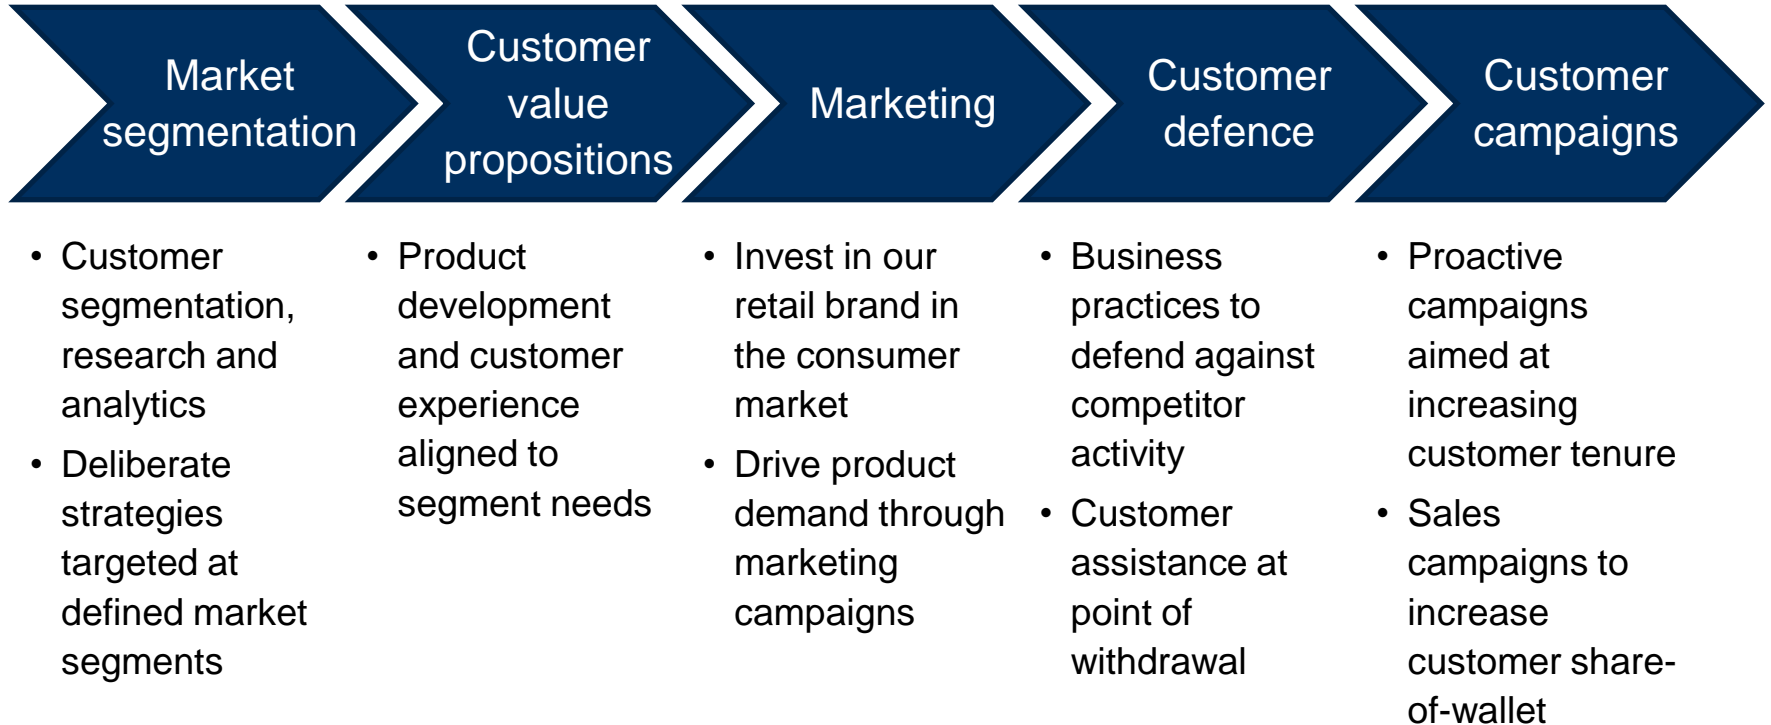 Market
segmentation
Customer
value
propositions
Marketing
Customer
defence
Customer
campaigns
• Customer
segmentation,
research and
analytics
• Deliberate
strategies
targeted at
defined market
segments
• Product
development
and customer
experience
aligned to
segment needs
• Invest in our
retail brand in
the consumer
market
• Drive product
demand through
marketing
campaigns
• Business
practices to
defend against
competitor
activity
• Customer
assistance at
point of
withdrawal
• Proactive
campaigns
aimed at
increasing
customer tenure
• Sales
campaigns to
increase
customer share-
of-wallet